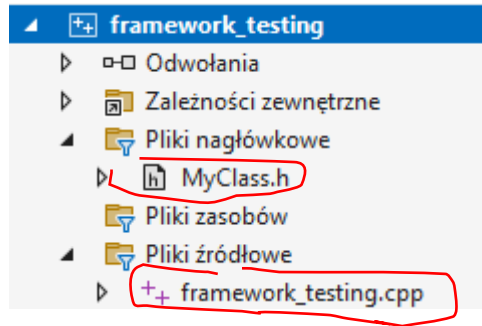 framework_testing
Odwołania
Zależności zewnętrzne
Pliki nagłówkowe
MyClass.h
Pliki zasobów
Pliki źródłowe
framework_testing.cpp